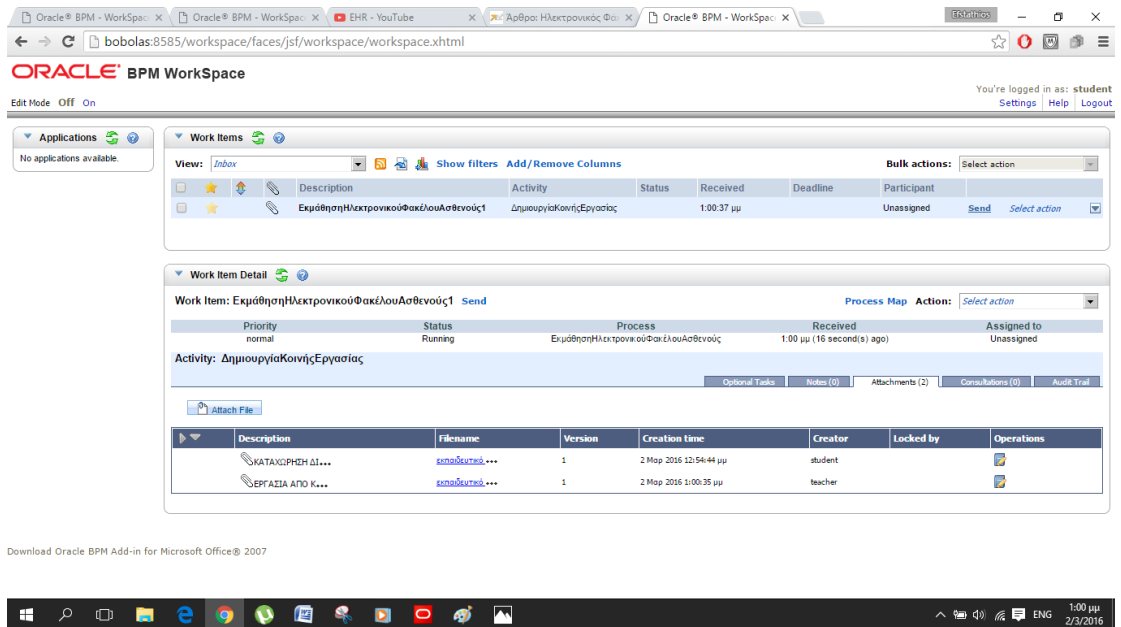 Oracle® BPM - WorkSpac Oracle® BPM - WorkSpac EHR - YouTube Άρθρο: Ηλεκτρονικός Φά Oracle® BPM - WorkSpac Efstathios
bobolas:8585/workspace/faces/jsf/workspace/workspace.xhtml
ORACLE® BPM WorkSpace
You're logged in as: student
Edit Mode Off On Settings Help Logout
Applications Work Items
No applications available.
View: Inbox Show filters Add/Remove Columns Bulk actions: Select action
Description Activity Status Received Deadline Participant
ΕκμάθησηΗλεκτρονικούΦακέλουΑσθενούς1 ΔημιουργίαΚοινήςΕργασίας 1:00:37 μμ Unassigned Send Select action
Work Item Detail
Work Item: ΕκμάθησηΗλεκτρονικούΦακέλουΑσθενούς1 Send Process Map Action: Select action
Priority Status Process Received Assigned to
normal Running ΕκμάθησηΗλεκτρονικούΦακέλουΑσθενούς 1:00 μμ (16 second(s) ago) Unassigned
Activity: ΔημιουργίαΚοινήςΕργασίας
Optional Tasks Notes (0) Attachments (2) Consultations (0) Audit Trail
Attach File
Description Filename Version Creation time Creator Locked by Operations
ΚΑΤΑΧΩΡΗΣΗ ΔΙ... εκπαιδευτικό ... 1 2 Μαρ 2016 12:54:44 μμ student
ΕΡΓΑΣΙΑ ΑΠΟ Κ... εκπαιδευτικό ... 1 2 Μαρ 2016 1:00:35 μμ teacher
Download Oracle BPM Add-in for Microsoft Office® 2007
ENG 1:00 μμ
2/3/2016